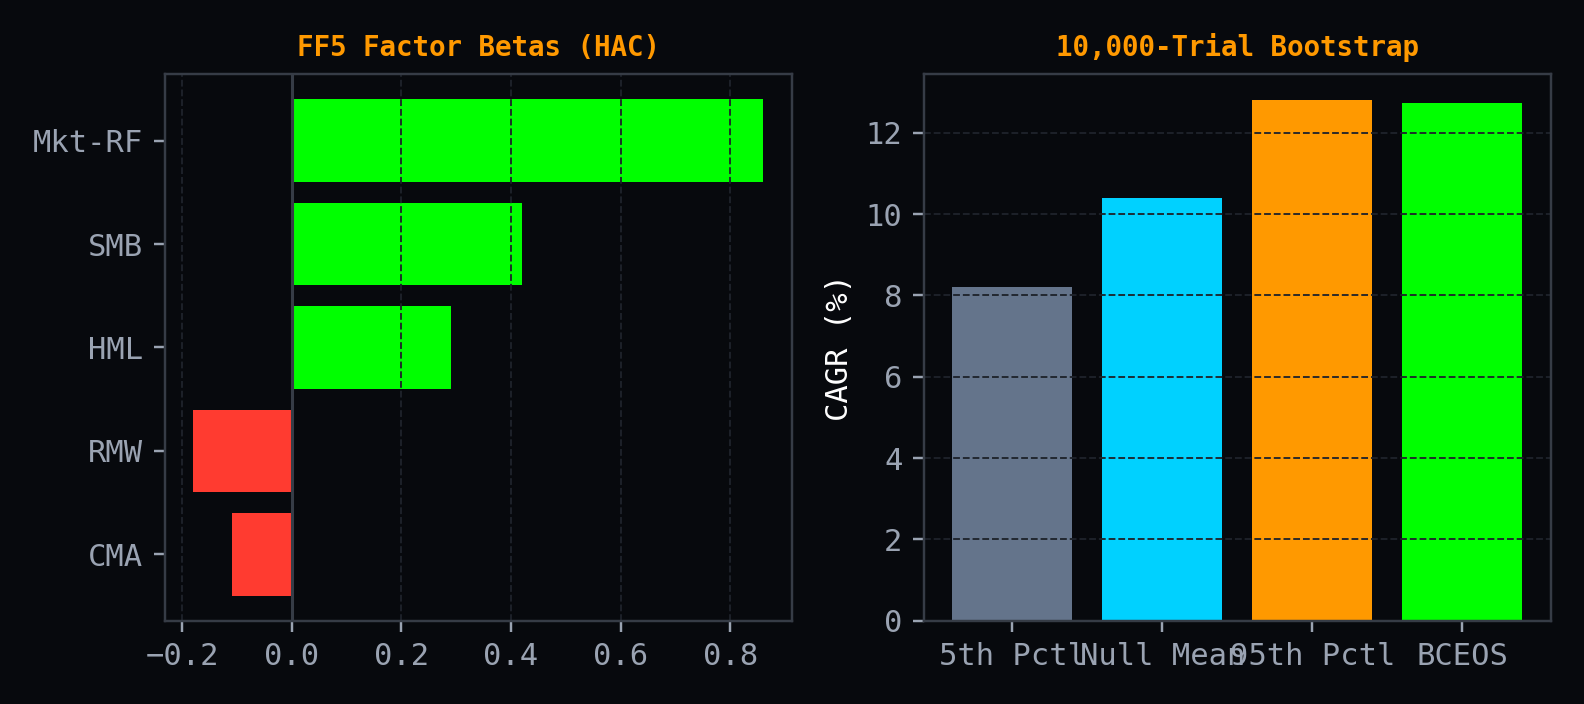 FF5 Factor Betas (HAC)
Mkt-RF
SMB
HML
RMW
CMA
−0.2 0.0 0.2 0.4 0.6 0.8
10,000-Trial Bootstrap
CAGR (%)
12
10
8
6
4
2
0
5th Pctl Null Mean 95th Pctl BCEOS